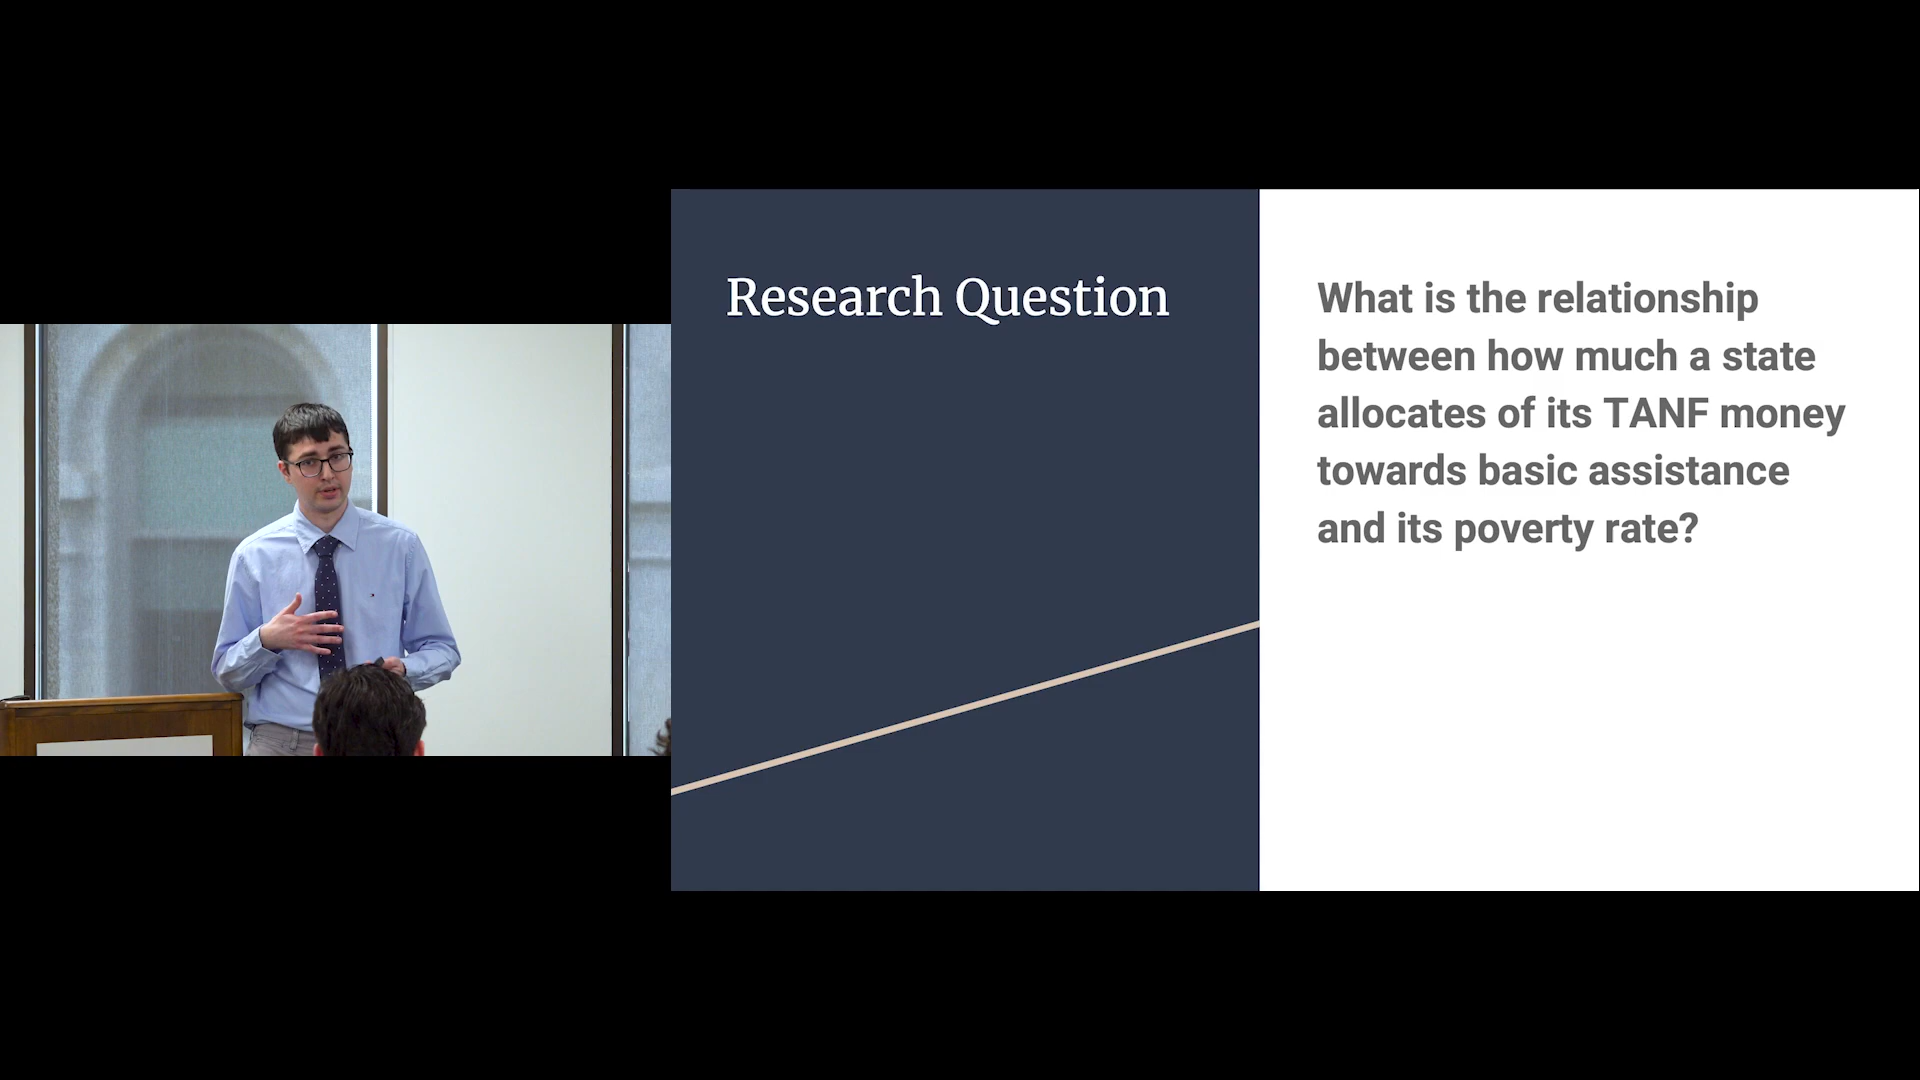 Research Question
What is the relationship
between how much a state
allocates of its TANF money
towards basic assistance
and its poverty rate?